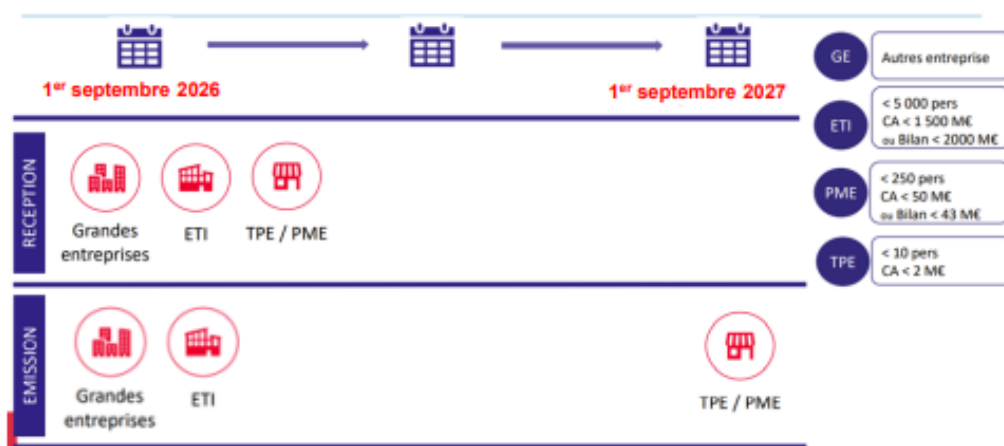 1er septembre 2026
1er septembre 2027
RECEPTION
Grandes
entreprises
ETI
TPE / PME
EMISSION
Grandes
entreprises
ETI
TPE / PME
GE
Autres entreprise
ETI
< 5 000 pers
CA < 1 500 M€
ou Bilan < 2000 M€
PME
< 250 pers
CA < 50 M€
ou Bilan < 43 M€
TPE
< 10 pers
CA < 2 M€